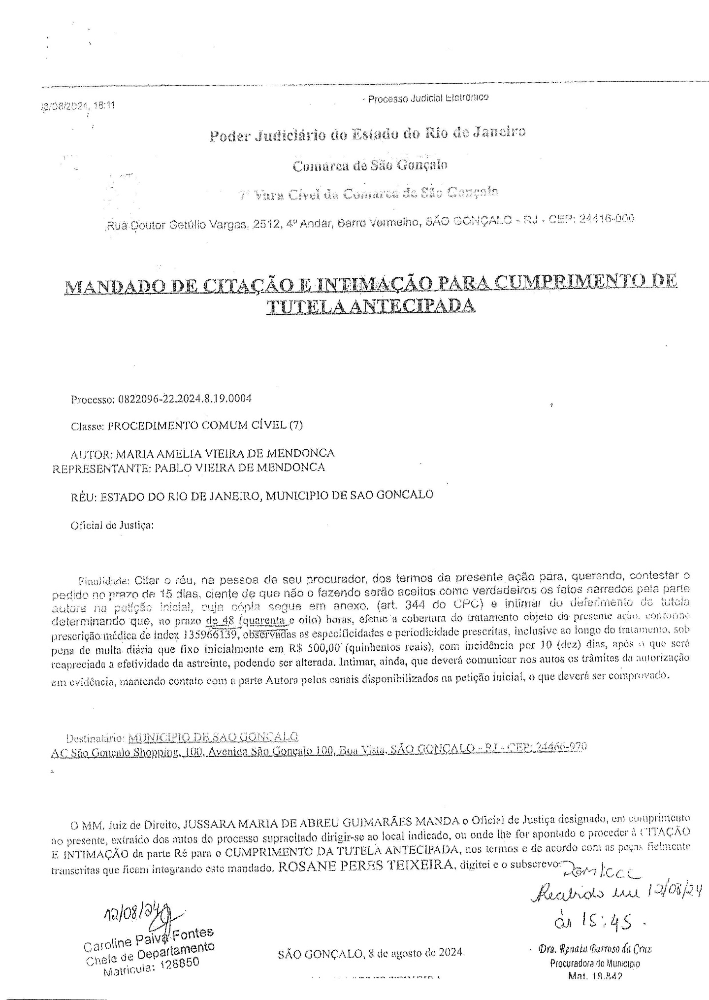 /08/2024, 18:11
Processo Judicial Eletrônico
Poder Judiciário do Estado do Rio de Janeiro
Comarca de São Gonçalo
7ª Vara Cível da Comarca de São Gonçalo
Rua Doutor Getúlio Vargas, 2512, 4º Andar, Barro Vermelho, SÃO GONÇALO - RJ - CEP: 24416-000
MANDADO DE CITAÇÃO E INTIMAÇÃO PARA CUMPRIMENTO DE
TUTELA ANTECIPADA
Processo: 0822096-22.2024.8.19.0004
Classe: PROCEDIMENTO COMUM CÍVEL (7)
AUTOR: MARIA AMELIA VIEIRA DE MENDONCA
REPRESENTANTE: PABLO VIEIRA DE MENDONCA
RÉU: ESTADO DO RIO DE JANEIRO, MUNICIPIO DE SAO GONCALO
Oficial de Justiça:
Finalidade: Citar o réu, na pessoa de seu procurador, dos termos da presente ação para, querendo, contestar o
pedido no prazo de 15 dias, ciente de que não o fazendo serão aceitos como verdadeiros os fatos narrados pela parte
autora na petição inicial, cuja cópia segue em anexo, (art. 344 do CPC) e intimar do deferimento de tutela
determinando que, no prazo de 48 (quarenta e oito) horas, efetue a cobertura do tratamento objeto da presente ação, conforme
prescrição médica de index 135966139, observadas as especificidades e periodicidade prescritas, inclusive ao longo do tratamento, sob
pena de multa diária que fixo inicialmente em R$ 500,00 (quinhentos reais), com incidência por 10 (dez) dias, após o que será
reapreciada a efetividade da astreinte, podendo ser alterada. Intimar, ainda, que deverá comunicar nos autos os trâmites da autorização
em evidência, mantendo contato com a parte Autora pelos canais disponibilizados na petição inicial, o que deverá ser comprovado.
Destinatário: MUNICIPIO DE SAO GONCALO
AC São Gonçalo Shopping, 100, Avenida São Gonçalo 100, Boa Vista, SÃO GONÇALO - RJ - CEP: 24466-970
O MM. Juiz de Direito, JUSSARA MARIA DE ABREU GUIMARÃES MANDA o Oficial de Justiça designado, em cumprimento
ao presente, extraído dos autos do processo supracitado dirigir-se ao local indicado, ou onde lhe for apontado e proceder à CITAÇÃO
E INTIMAÇÃO da parte Ré para o CUMPRIMENTO DA TUTELA ANTECIPADA, nos termos e de acordo com as peças fielmente
transcritas que ficam integrando este mandado. ROSANE PERES TEIXEIRA, digitei e o subscrevo.
Recebido em 12/08/24
às 15:45.
12/08/24
Caroline Paiva Fontes
Chefe de Departamento
Matricula: 128850
SÃO GONÇALO, 8 de agosto de 2024.
Dra. Renata Barroso da Cruz
Procuradora do Município
Mat. 18.842
TEIXEIRA